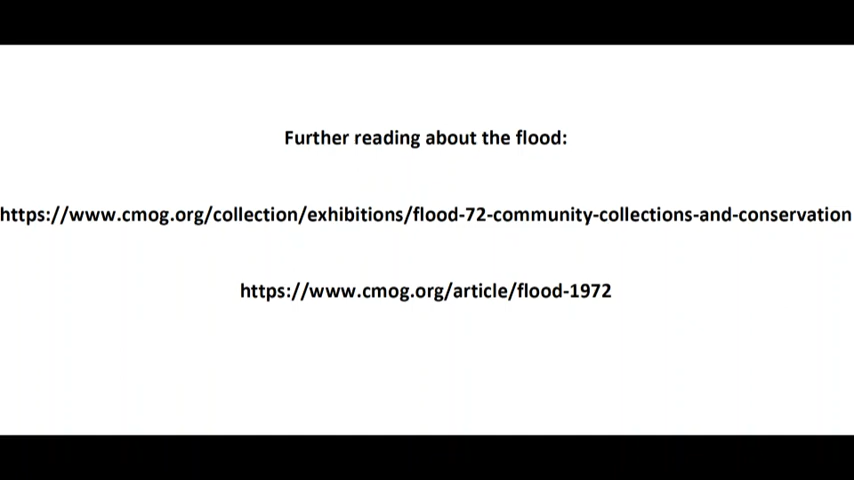 Further reading about the flood:
https://www.cmog.org/collection/exhibitions/flood-72-community-collections-and-conservation
https://www.cmog.org/article/flood-1972